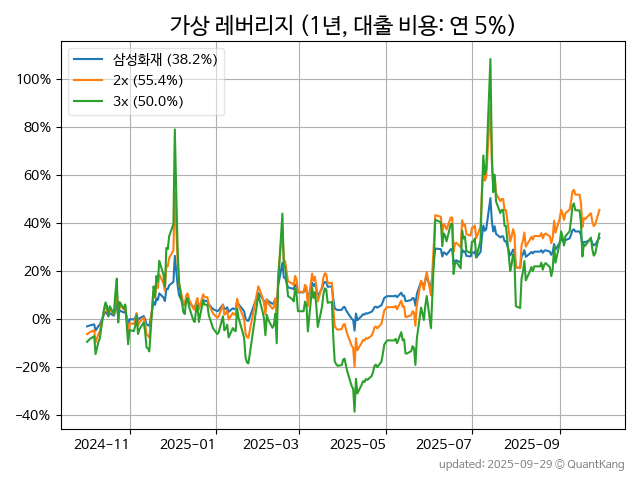 가상 레버리지 (1년, 대출 비용: 연 5%)
삼성화재 (38.2%)
2x (55.4%)
3x (50.0%)
100%
80%
60%
40%
20%
0%
−20%
−40%
2024-11
2025-01
2025-03
2025-05
2025-07
2025-09
updated: 2025-09-29 © QuantKang